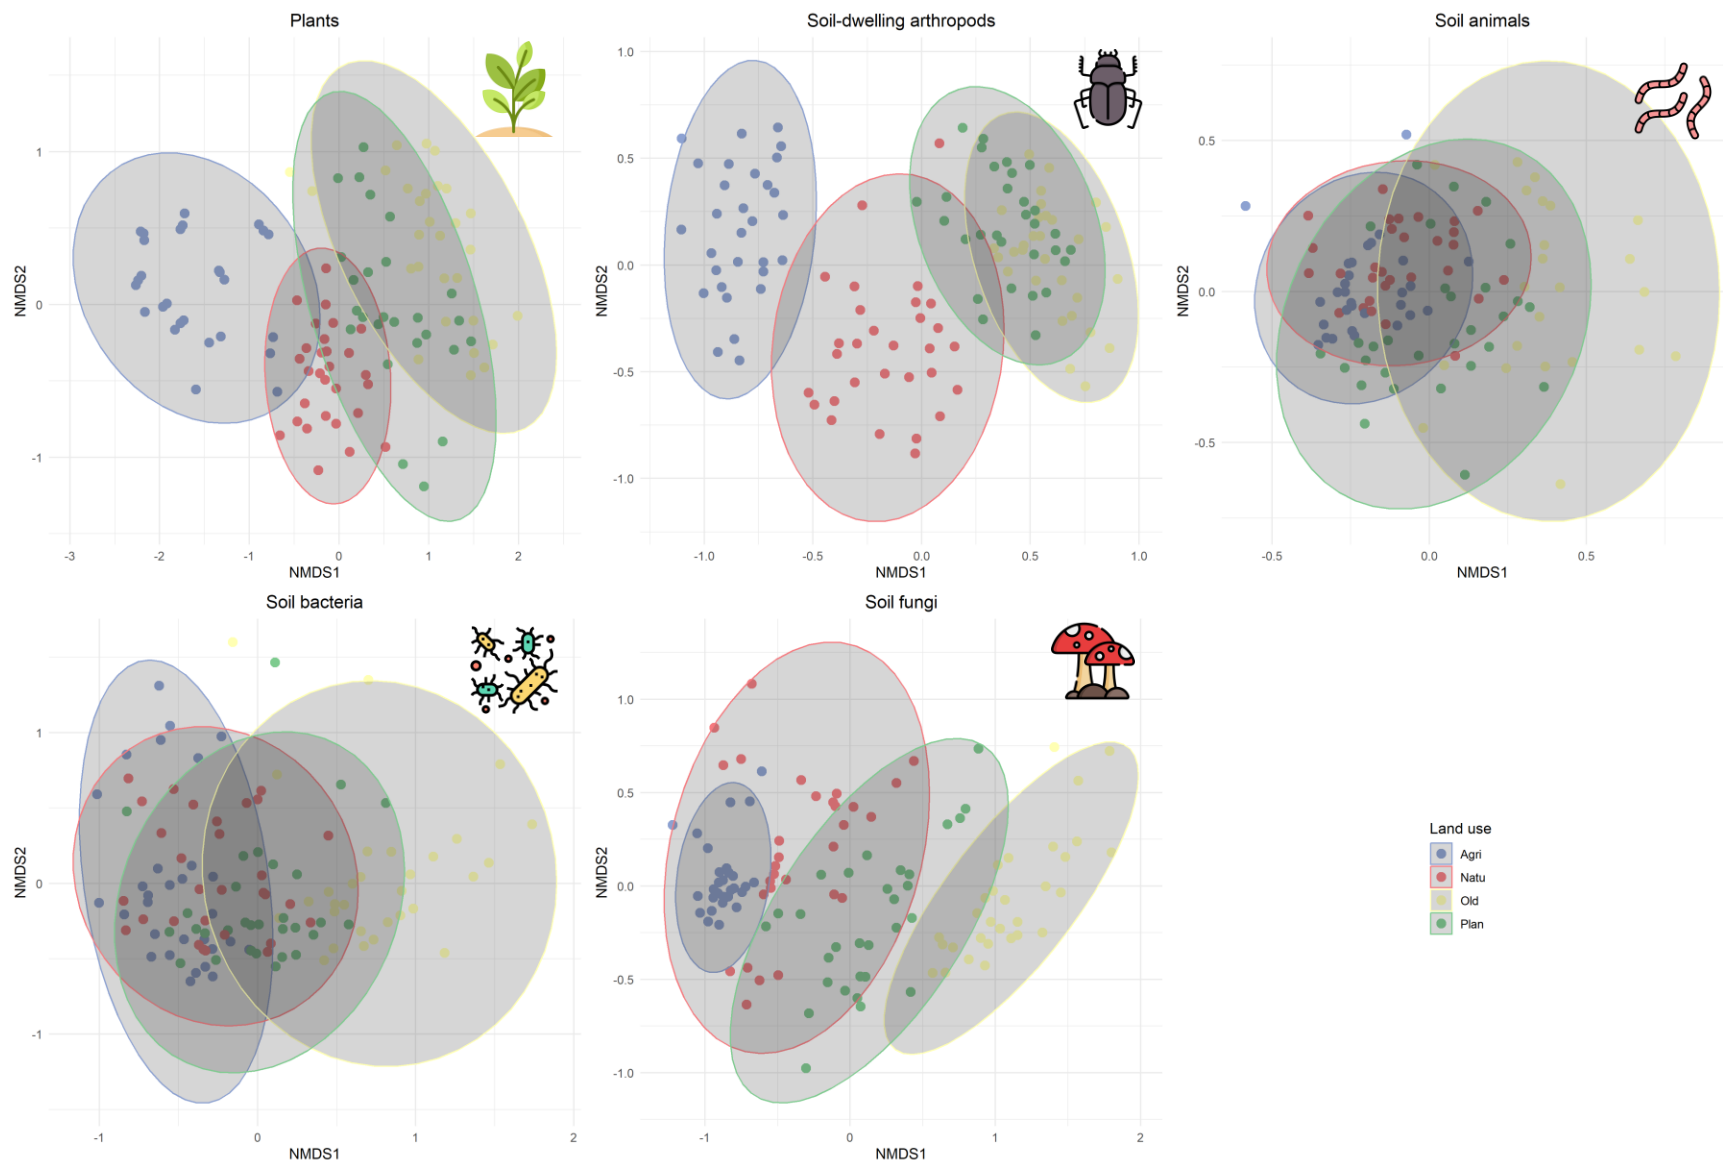 Plants
Soil-dwelling arthropods
Soil animals
1
0
-1
NMDS2
-3 -2 -1 0 1 2
NMDS1
1.0
0.5
0.0
-0.5
-1.0
NMDS2
-1.0 -0.5 0.0 0.5 1.0
NMDS1
0.5
0.0
-0.5
NMDS2
-0.5 0.0 0.5
NMDS1
Soil bacteria
Soil fungi
1
0
-1
NMDS2
-1 0 1 2
NMDS1
1.0
0.5
0.0
-0.5
-1.0
NMDS2
-1 0 1 2
NMDS1
Land use
Agri
Natu
Old
Plan